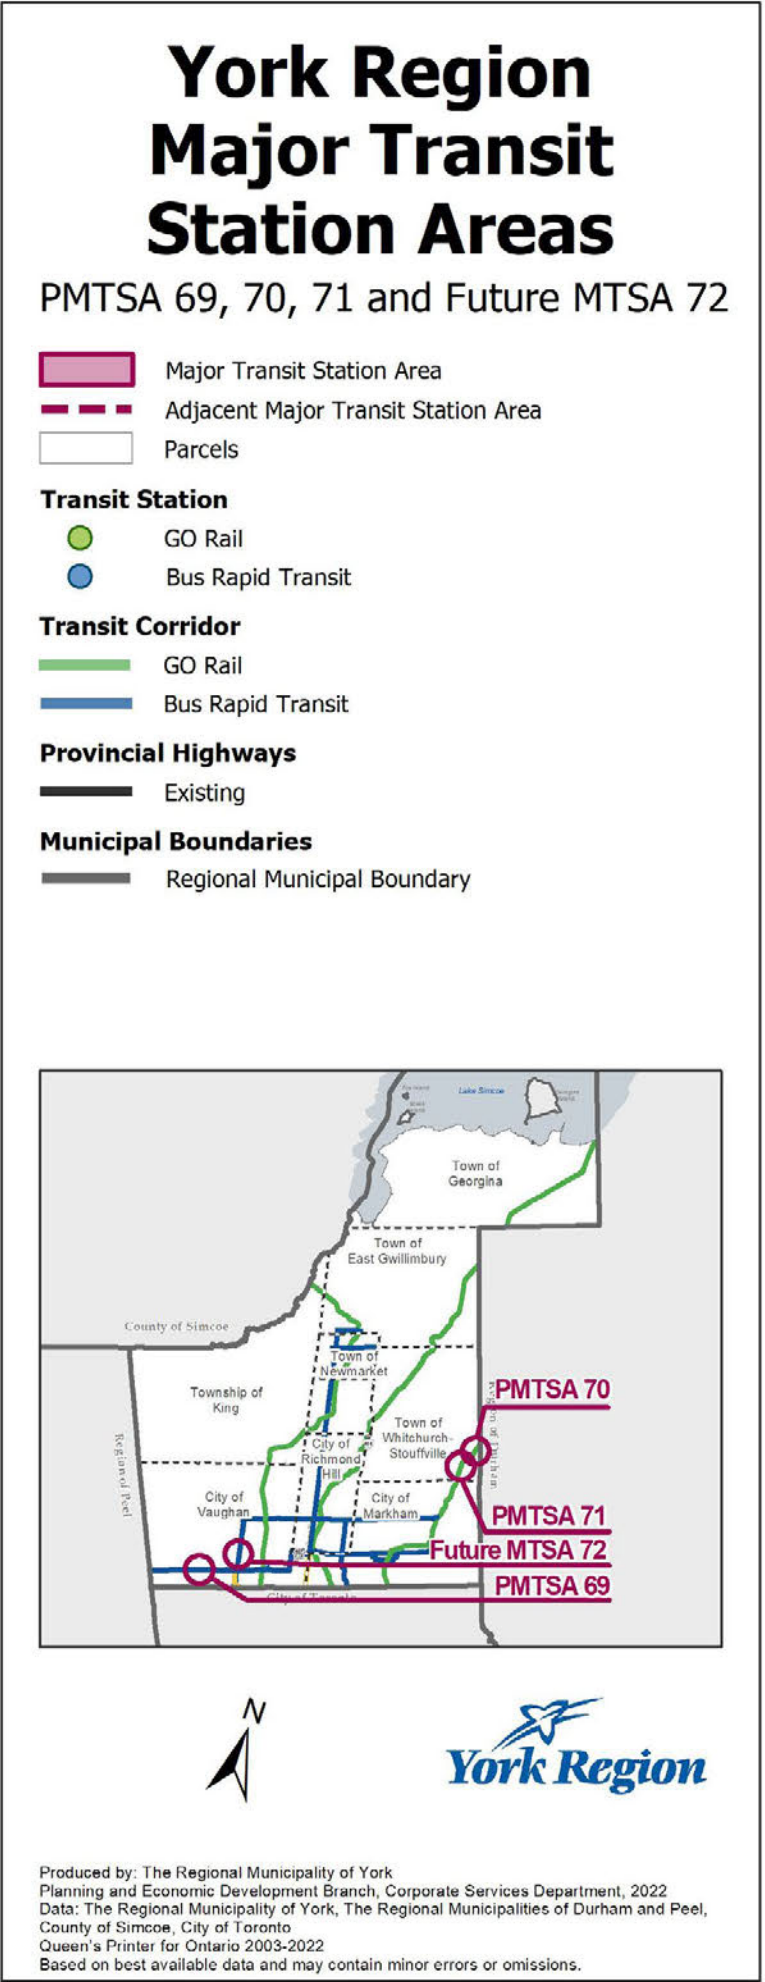 York Region
Major Transit
Station Areas
PMTSA 69, 70, 71 and Future MTSA 72
Major Transit Station Area
Adjacent Major Transit Station Area
Parcels
Transit Station
GO Rail
Bus Rapid Transit
Transit Corridor
GO Rail
Bus Rapid Transit
Provincial Highways
Existing
Municipal Boundaries
Regional Municipal Boundary
Lake Simcoe
Town of
Georgina
Town of
East Gwillimbury
County of Simcoe
Town of
Newmarket
Township of
King
PMTSA 70
Region of Durham
Town of
Whitchurch-
Stouffville
City of
Richmond
Hill
Region of Peel
City of
Vaughan
City of
Markham
PMTSA 71
Future MTSA 72
PMTSA 69
City of Toronto
N
York Region
Produced by: The Regional Municipality of York
Planning and Economic Development Branch, Corporate Services Department, 2022
Data: The Regional Municipality of York, The Regional Municipalities of Durham and Peel,
County of Simcoe, City of Toronto
Queen's Printer for Ontario 2003-2022
Based on best available data and may contain minor errors or omissions.